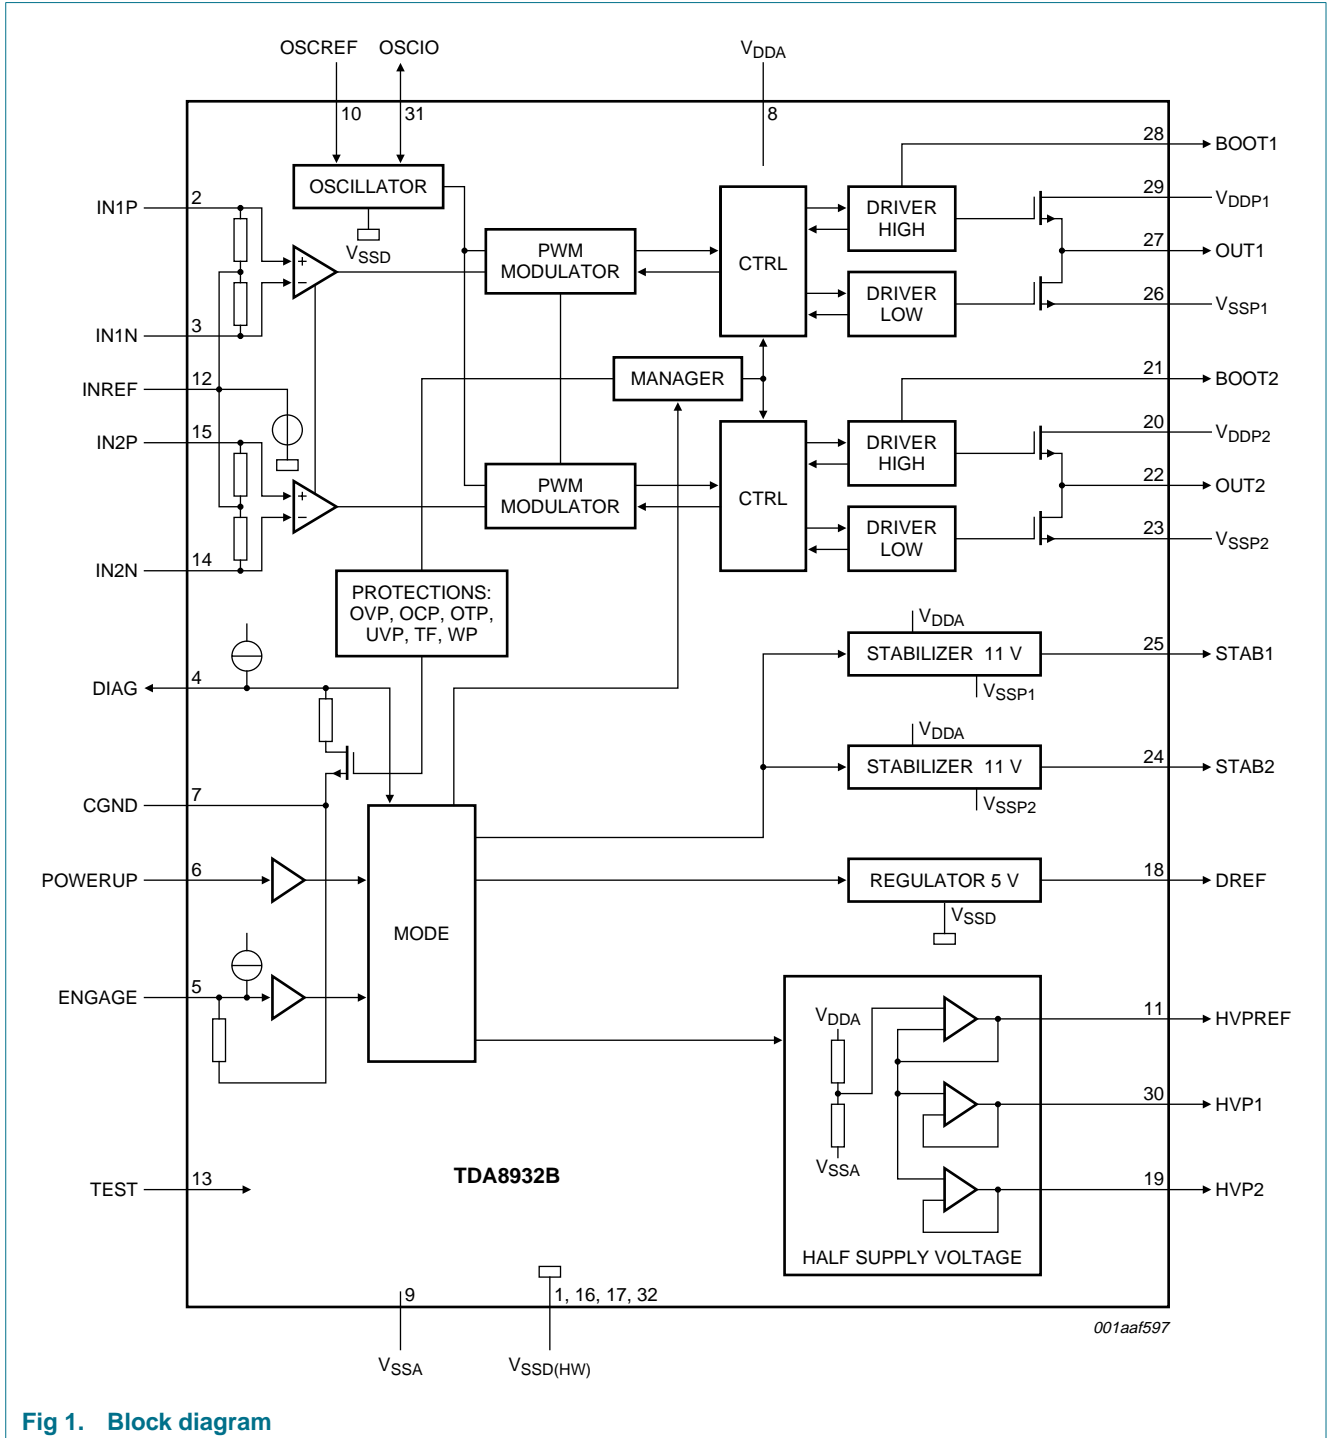 OSCREF OSCIO VDDA
10 31 8
28 BOOT1
OSCILLATOR
29 VDDP1
IN1P 2
DRIVER
HIGH
VSSD
PWM
MODULATOR
CTRL
27 OUT1
+
−
DRIVER
LOW
26 VSSP1
IN1N 3
MANAGER
21 BOOT2
INREF 12
20 VDDP2
IN2P 15
DRIVER
HIGH
22 OUT2
PWM
MODULATOR
CTRL
+
−
DRIVER
LOW
23 VSSP2
IN2N 14
PROTECTIONS:
OVP, OCP, OTP,
UVP, TF, WP
VDDA
STABILIZER 11 V
25 STAB1
VSSP1
DIAG 4
VDDA
STABILIZER 11 V
24 STAB2
VSSP2
CGND 7
POWERUP 6
REGULATOR 5 V
18 DREF
VSSD
MODE
ENGAGE 5
VDDA
11 HVPREF
30 HVP1
VSSA
TEST 13
TDA8932B
19 HVP2
HALF SUPPLY VOLTAGE
9 1, 16, 17, 32
001aaf597
VSSA VSSD(HW)
Fig 1. Block diagram